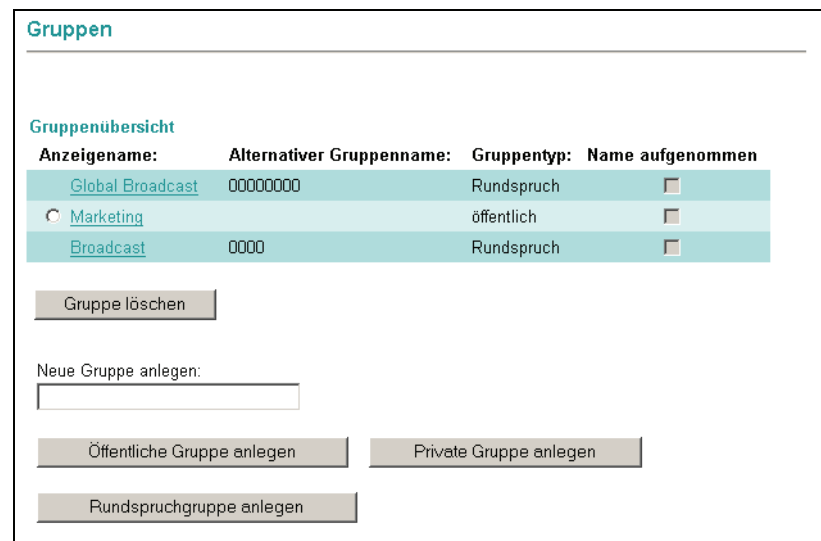 Gruppen
Gruppenübersicht
Anzeigename: Alternativer Gruppenname: Gruppentyp: Name aufgenommen
Global Broadcast 00000000 Rundspruch
Marketing öffentlich
Broadcast 0000 Rundspruch
Gruppe löschen
Neue Gruppe anlegen:
Öffentliche Gruppe anlegen Private Gruppe anlegen
Rundspruchgruppe anlegen